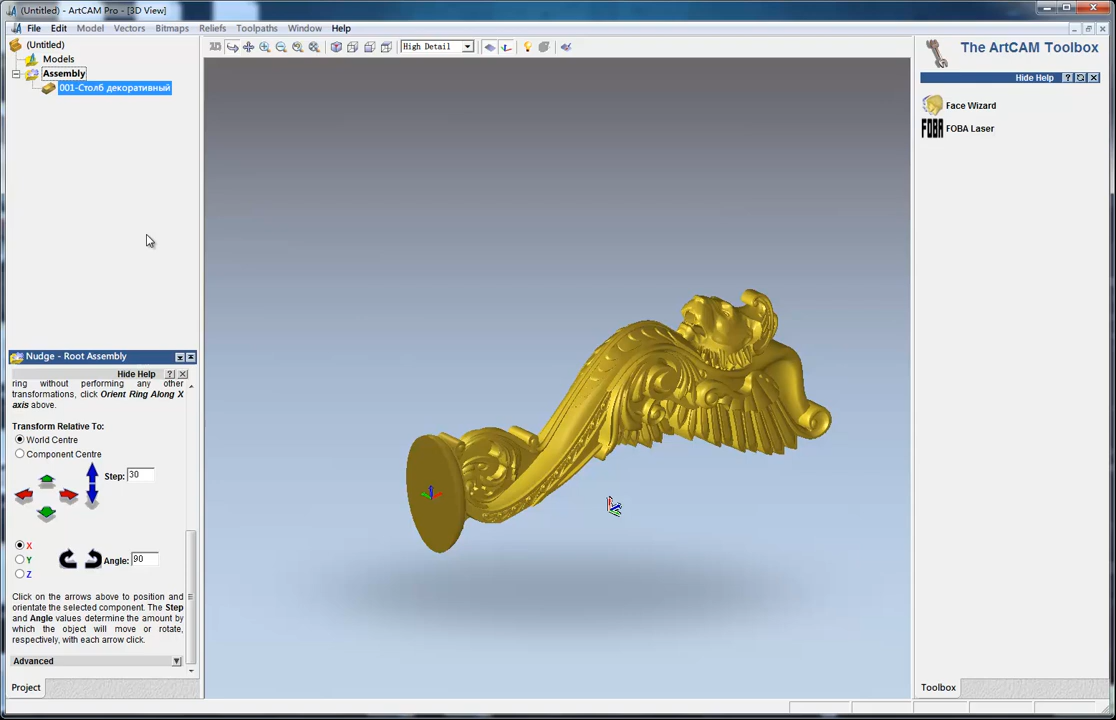 (Untitled) - ArtCAM Pro - [3D View]
File Edit Model Vectors Bitmaps Reliefs Toolpaths Window Help
(Untitled)
Models
Assembly
001-Столб декоративный
High Detail
The ArtCAM Toolbox
Hide Help
Face Wizard
FOBA
FOBA Laser
Nudge - Root Assembly
Hide Help
ring without performing any other
transformations, click Orient Ring Along X
axis above.
Transform Relative To:
World Centre
Component Centre
Step: 30
X
Y
Z
Angle: 90
Click on the arrows above to position and
orientate the selected component. The Step
and Angle values determine the amount by
which the object will move or rotate,
respectively, with each arrow click.
Advanced
Project
Toolbox